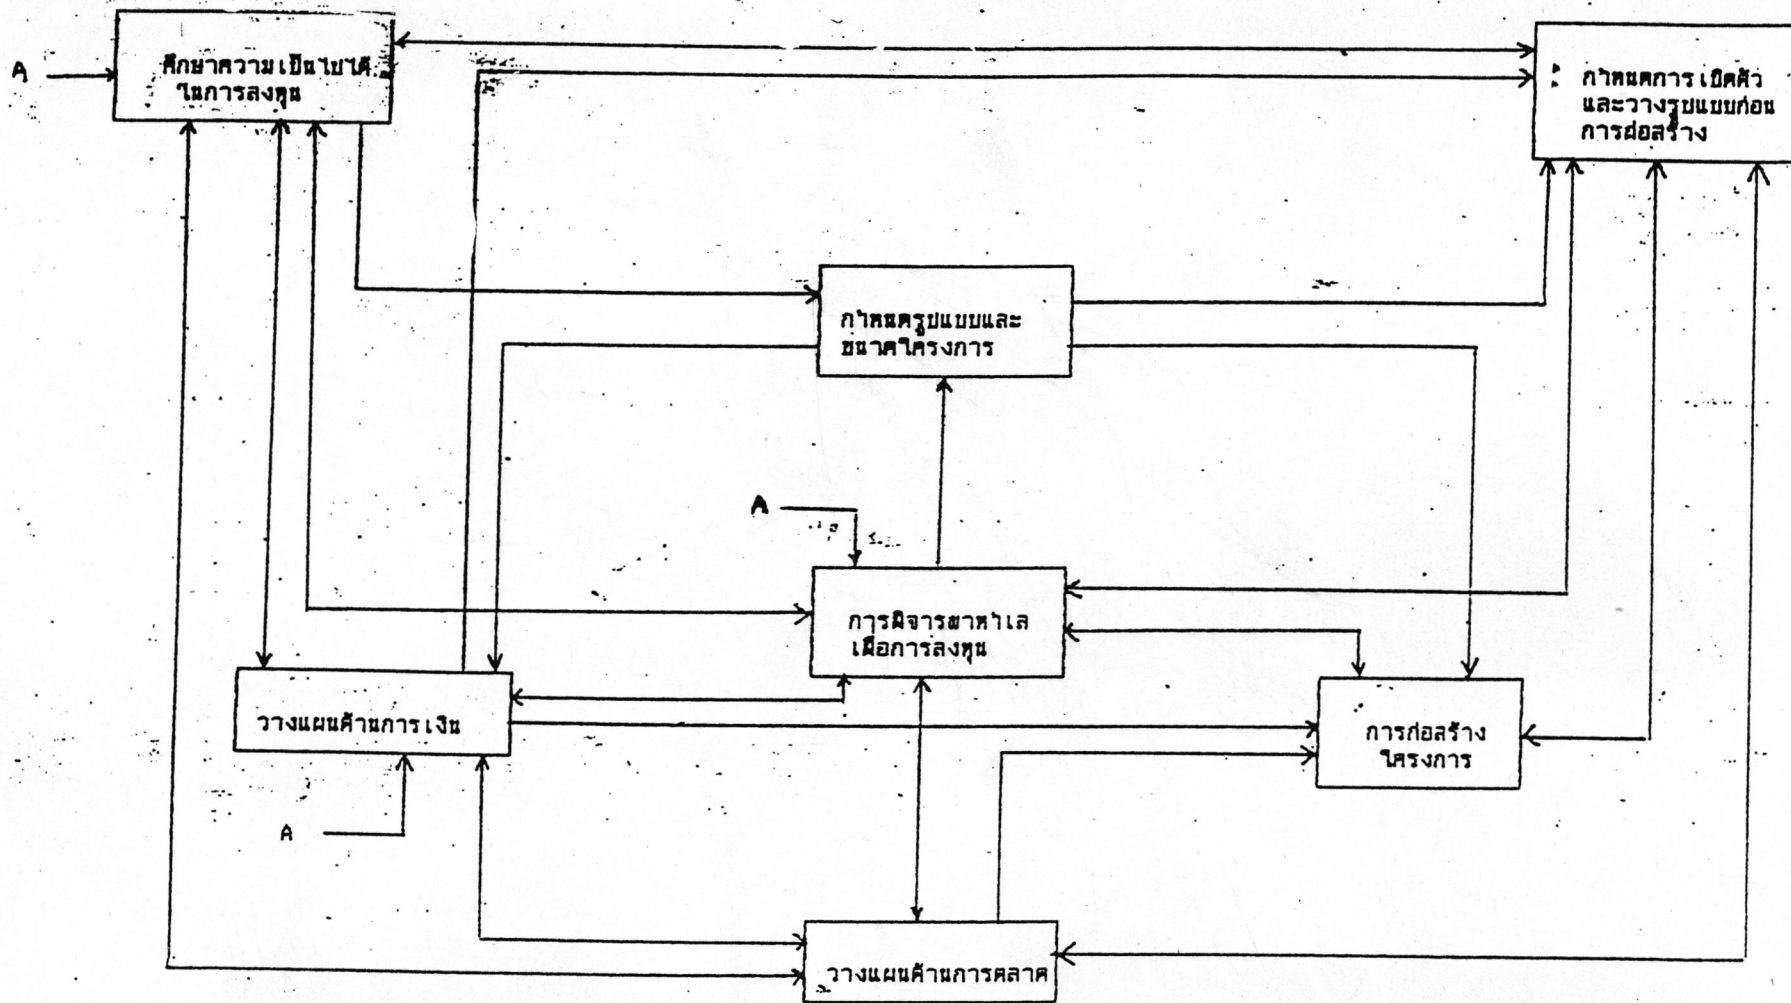 A
ศึกษาความเป็นไปได้
ในการลงทุน
กำหนดการเปิดตัว
และวางรูปแบบก่อน
การก่อสร้าง
กำหนดรูปแบบและ
ขนาดโครงการ
A
การพิจารณาทำเล
เพื่อการลงทุน
วางแผนด้านการเงิน
การก่อสร้าง
โครงการ
A
วางแผนด้านการตลาด